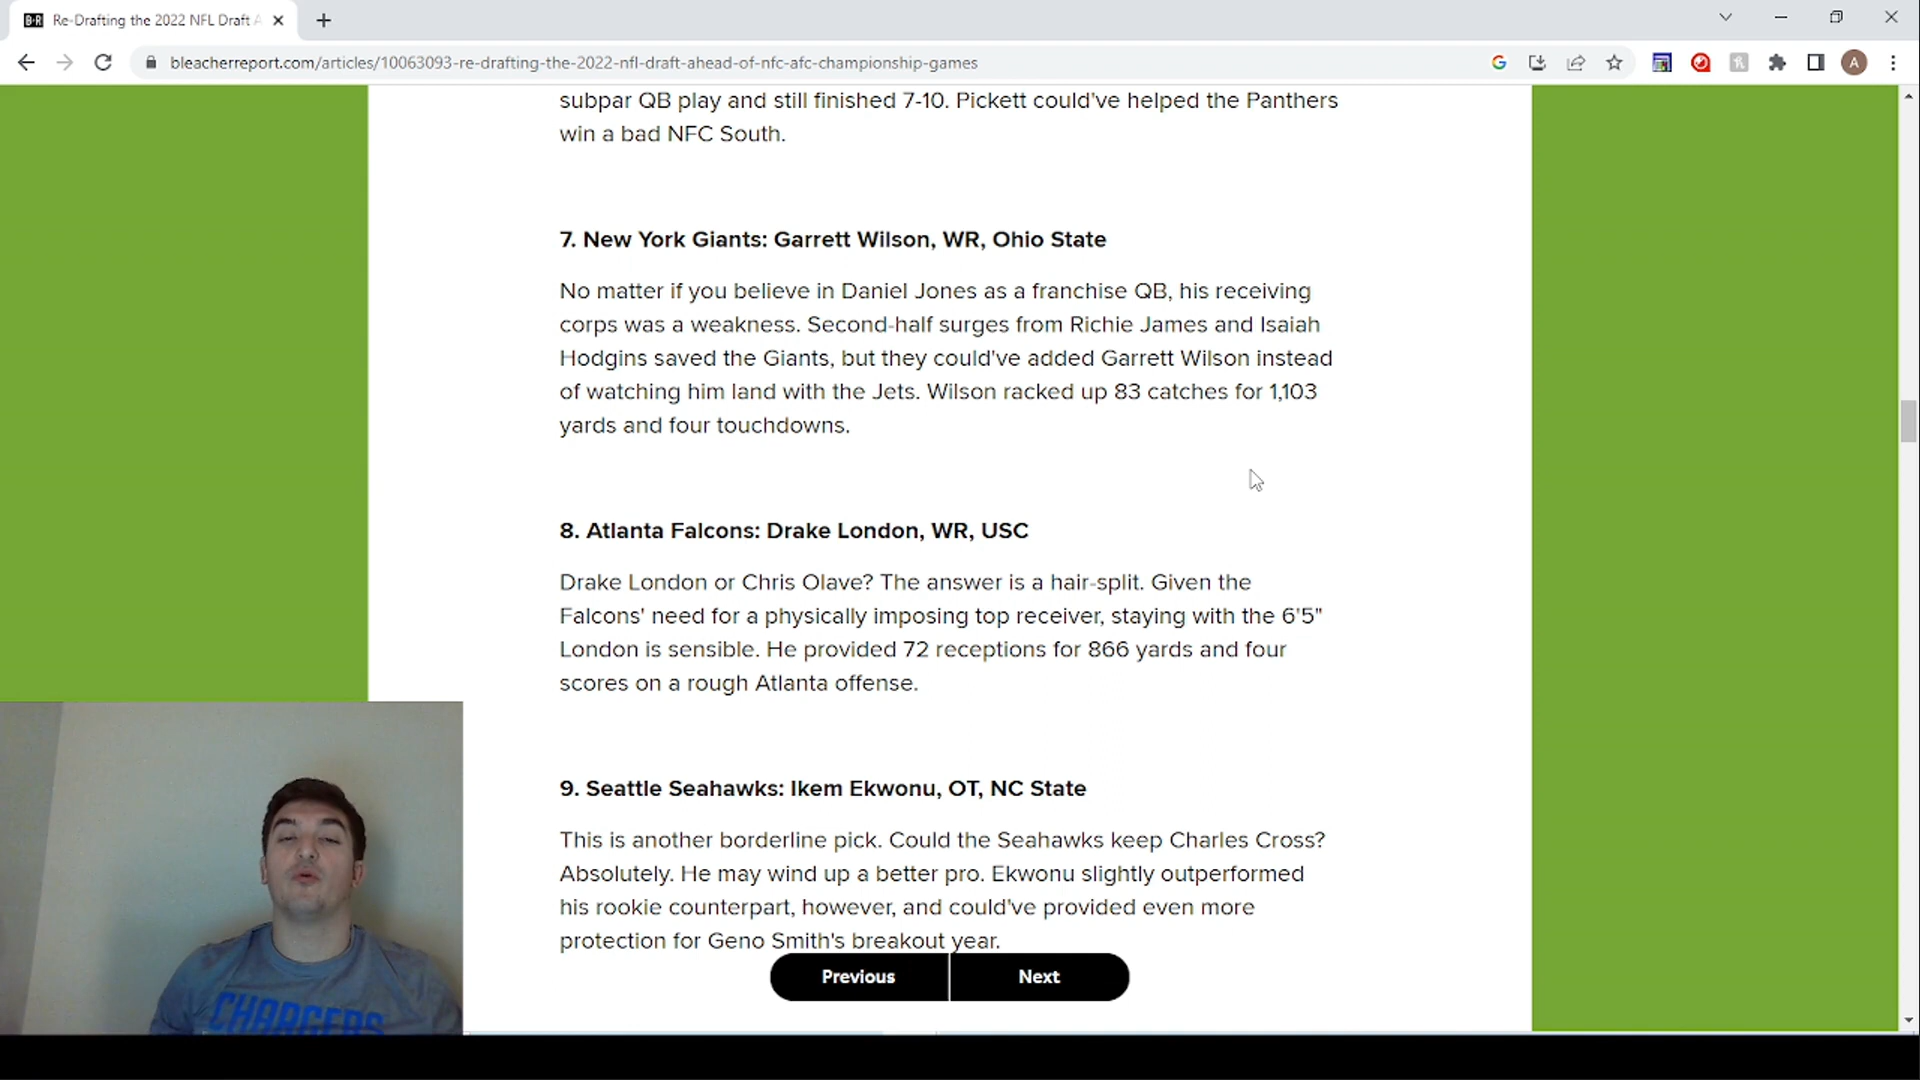 B/R Re-Drafting the 2022 NFL Draft A
bleacherreport.com/articles/10063093-re-drafting-the-2022-nfl-draft-ahead-of-nfc-afc-championship-games
A
subpar QB play and still finished 7-10. Pickett could've helped the Panthers
win a bad NFC South.
7. New York Giants: Garrett Wilson, WR, Ohio State
No matter if you believe in Daniel Jones as a franchise QB, his receiving
corps was a weakness. Second-half surges from Richie James and Isaiah
Hodgins saved the Giants, but they could've added Garrett Wilson instead
of watching him land with the Jets. Wilson racked up 83 catches for 1,103
yards and four touchdowns.
8. Atlanta Falcons: Drake London, WR, USC
Drake London or Chris Olave? The answer is a hair-split. Given the
Falcons' need for a physically imposing top receiver, staying with the 6'5"
London is sensible. He provided 72 receptions for 866 yards and four
scores on a rough Atlanta offense.
9. Seattle Seahawks: Ikem Ekwonu, OT, NC State
This is another borderline pick. Could the Seahawks keep Charles Cross?
Absolutely. He may wind up a better pro. Ekwonu slightly outperformed
his rookie counterpart, however, and could've provided even more
protection for Geno Smith's breakout year.
Previous Next
CHARGERS